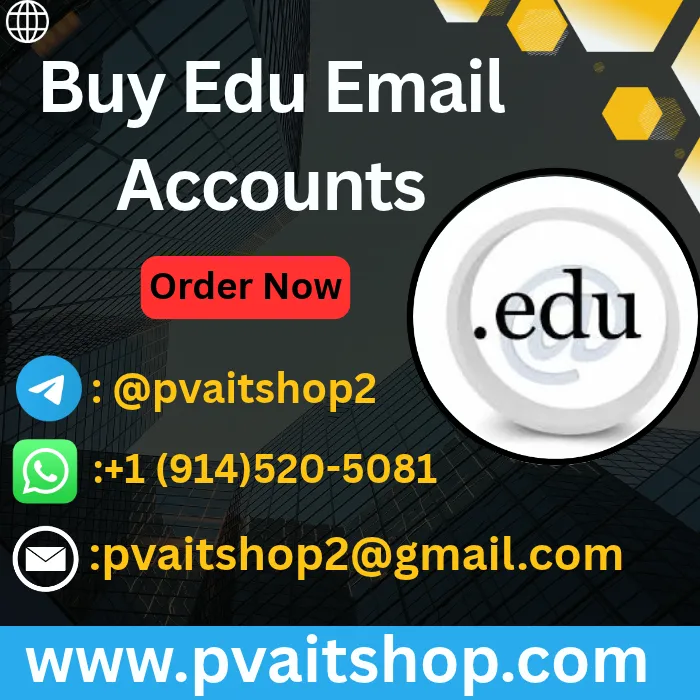 Buy Edu Email
Accounts
Order Now
.edu
: @pvaitshop2
:+1 (914)520-5081
:pvaitshop2@gmail.com
www.pvaitshop.com